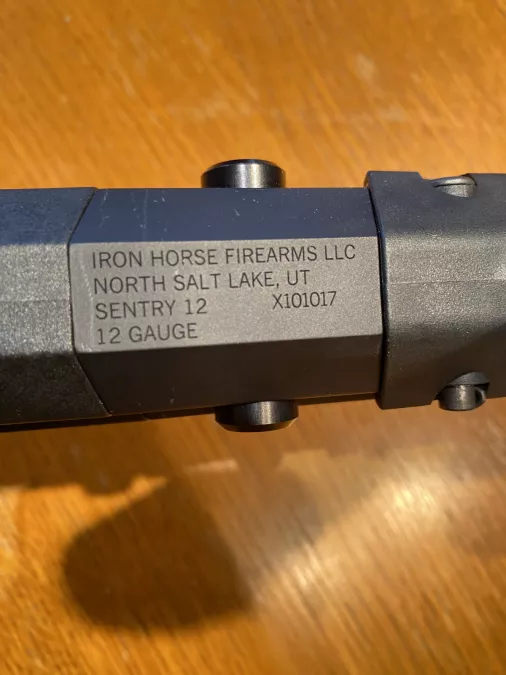 IRON HORSE FIREARMS LLC
NORTH SALT LAKE, UT
SENTRY 12 X101017
12 GAUGE